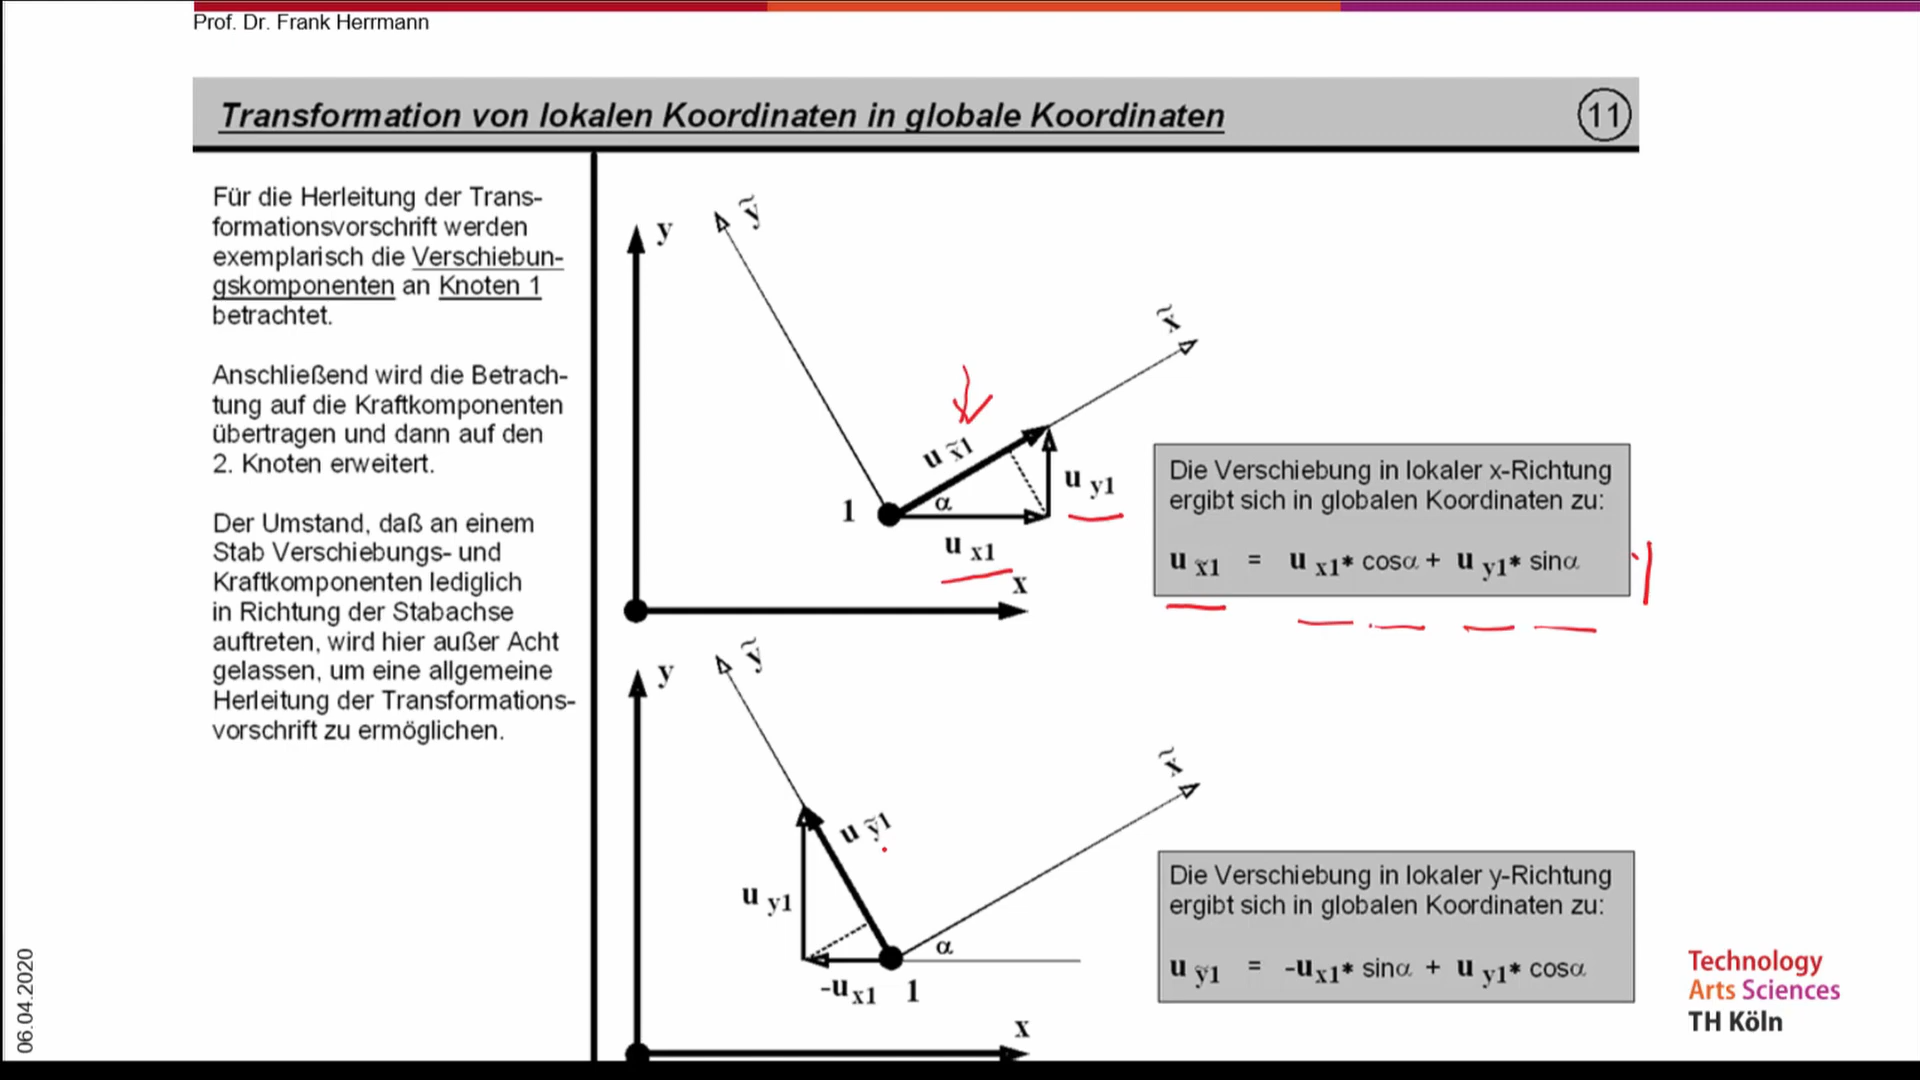 Prof. Dr. Frank Herrmann
Transformation von lokalen Koordinaten in globale Koordinaten
11
Für die Herleitung der Trans-
formationsvorschrift werden
exemplarisch die Verschiebun-
gskomponenten an Knoten 1
betrachtet.
Anschließend wird die Betrach-
tung auf die Kraftkomponenten
übertragen und dann auf den
2. Knoten erweitert.
Der Umstand, daß an einem
Stab Verschiebungs- und
Kraftkomponenten lediglich
in Richtung der Stabachse
auftreten, wird hier außer Acht
gelassen, um eine allgemeine
Herleitung der Transformations-
vorschrift zu ermöglichen.
y
ỹ
x̃
u x̃1
u y1
1
α
u x1
x
Die Verschiebung in lokaler x-Richtung
ergibt sich in globalen Koordinaten zu:
u x̃1 = u x1* cosα + u y1* sinα
y
ỹ
x̃
u ỹ1
u y1
α
-u x1
1
x
Die Verschiebung in lokaler y-Richtung
ergibt sich in globalen Koordinaten zu:
u ỹ1 = -u x1* sinα + u y1* cosα
06.04.2020
Technology
Arts Sciences
TH Köln